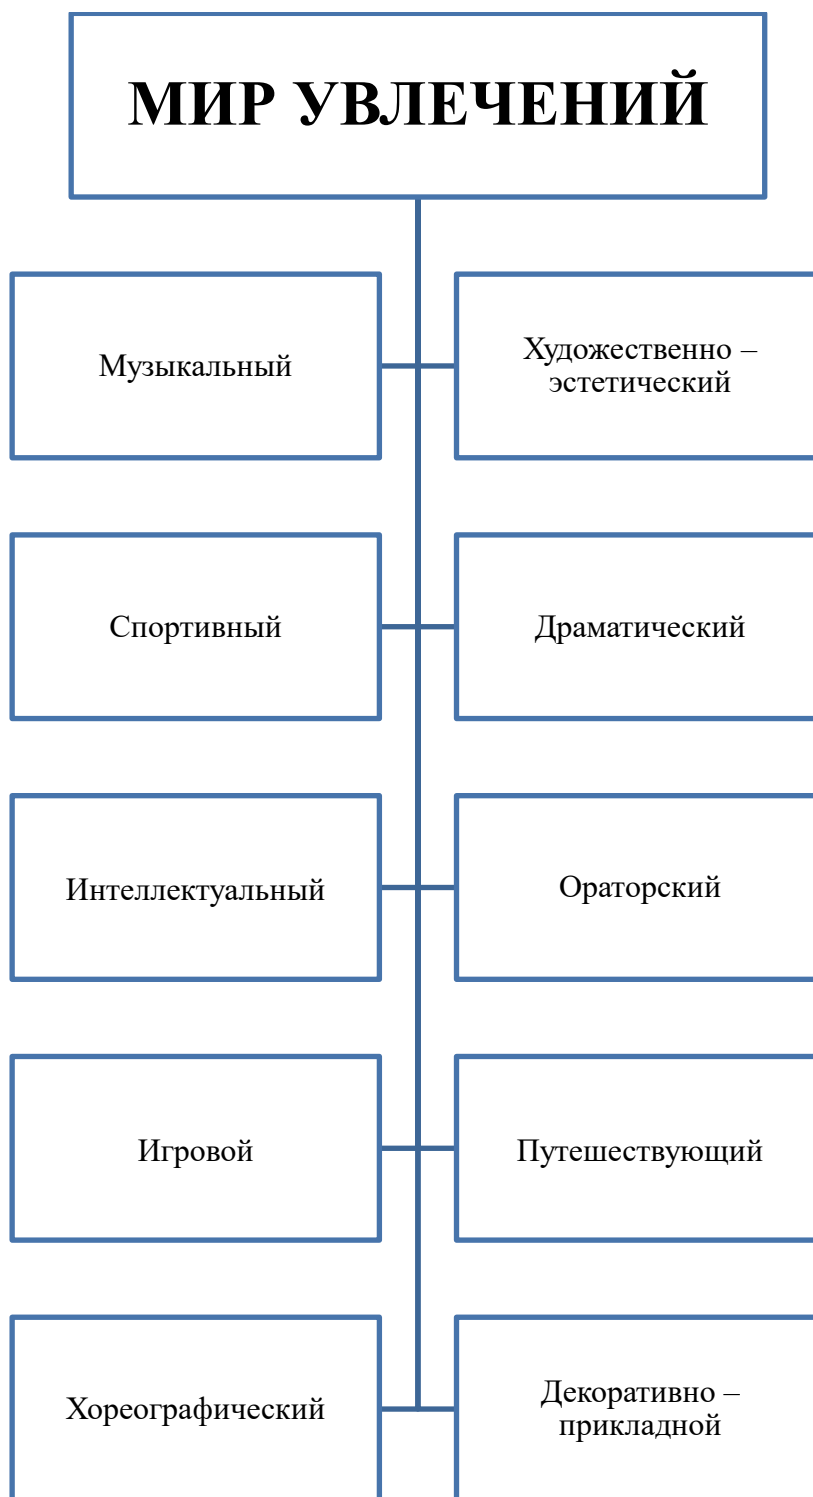 МИР УВЛЕЧЕНИЙ
Музыкальный
Художественно –
эстетический
Спортивный
Драматический
Интеллектуальный
Ораторский
Игровой
Путешествующий
Хореографический
Декоративно –
прикладной